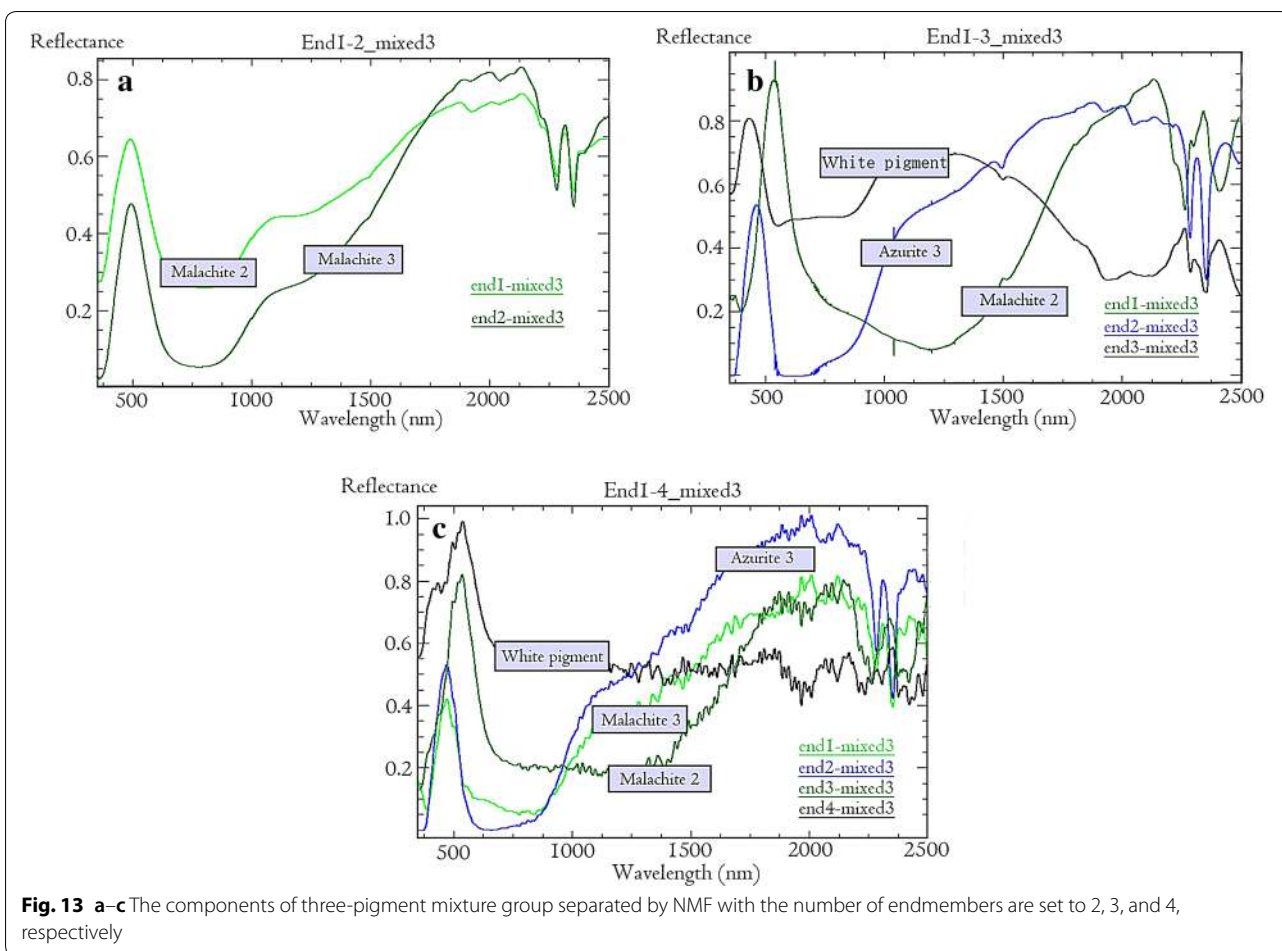 Reflectance
End1-2_mixed3
a
0.8
0.6
0.4
0.2
Malachite 2
Malachite 3
end1-mixed3
end2-mixed3
500 1000 1500 2000 2500
Wavelength (nm)
Reflectance
End1-3_mixed3
b
0.8
0.6
0.4
0.2
White pigment
Azurite 3
Malachite 2
end1-mixed3
end2-mixed3
end3-mixed3
500 1000 1500 2000 2500
Wavelength (nm)
Reflectance
End1-4_mixed3
c
1.0
0.8
0.6
0.4
0.2
Azurite 3
White pigment
Malachite 3
Malachite 2
end1-mixed3
end2-mixed3
end3-mixed3
end4-mixed3
500 1000 1500 2000 2500
Wavelength (nm)
Fig. 13 a–c The components of three-pigment mixture group separated by NMF with the number of endmembers are set to 2, 3, and 4,
respectively